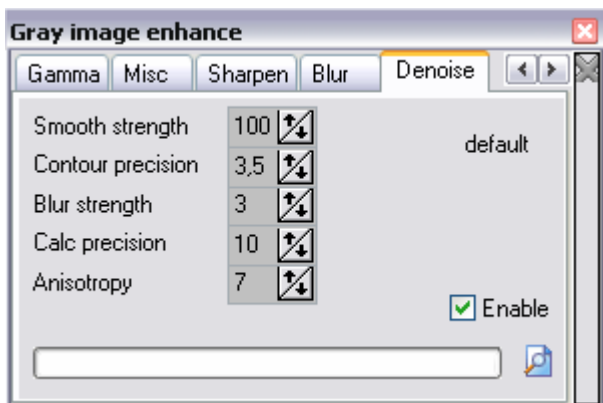 Gray image enhance
Gamma Misc Sharpen Blur Denoise
Smooth strength 100
default
Contour precision 3,5
Blur strength 3
Calc precision 10
Anisotropy 7
Enable